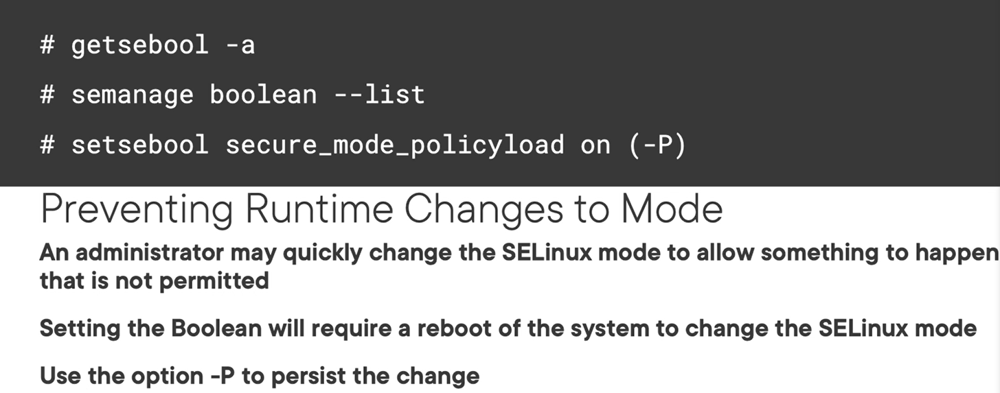 # getsebool -a
# semanage boolean --list
# setsebool secure_mode_policyload on (-P)
Preventing Runtime Changes to Mode
An administrator may quickly change the SELinux mode to allow something to happen
that is not permitted
Setting the Boolean will require a reboot of the system to change the SELinux mode
Use the option -P to persist the change